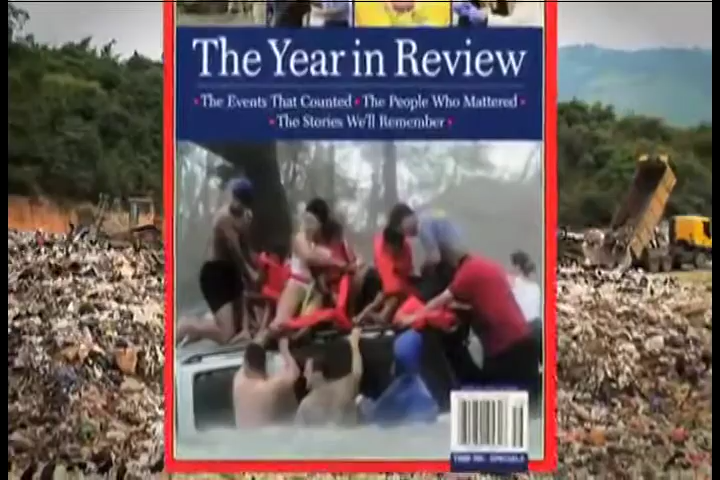 The Year in Review
• The Events That Counted • The People Who Mattered •
• The Stories We'll Remember •